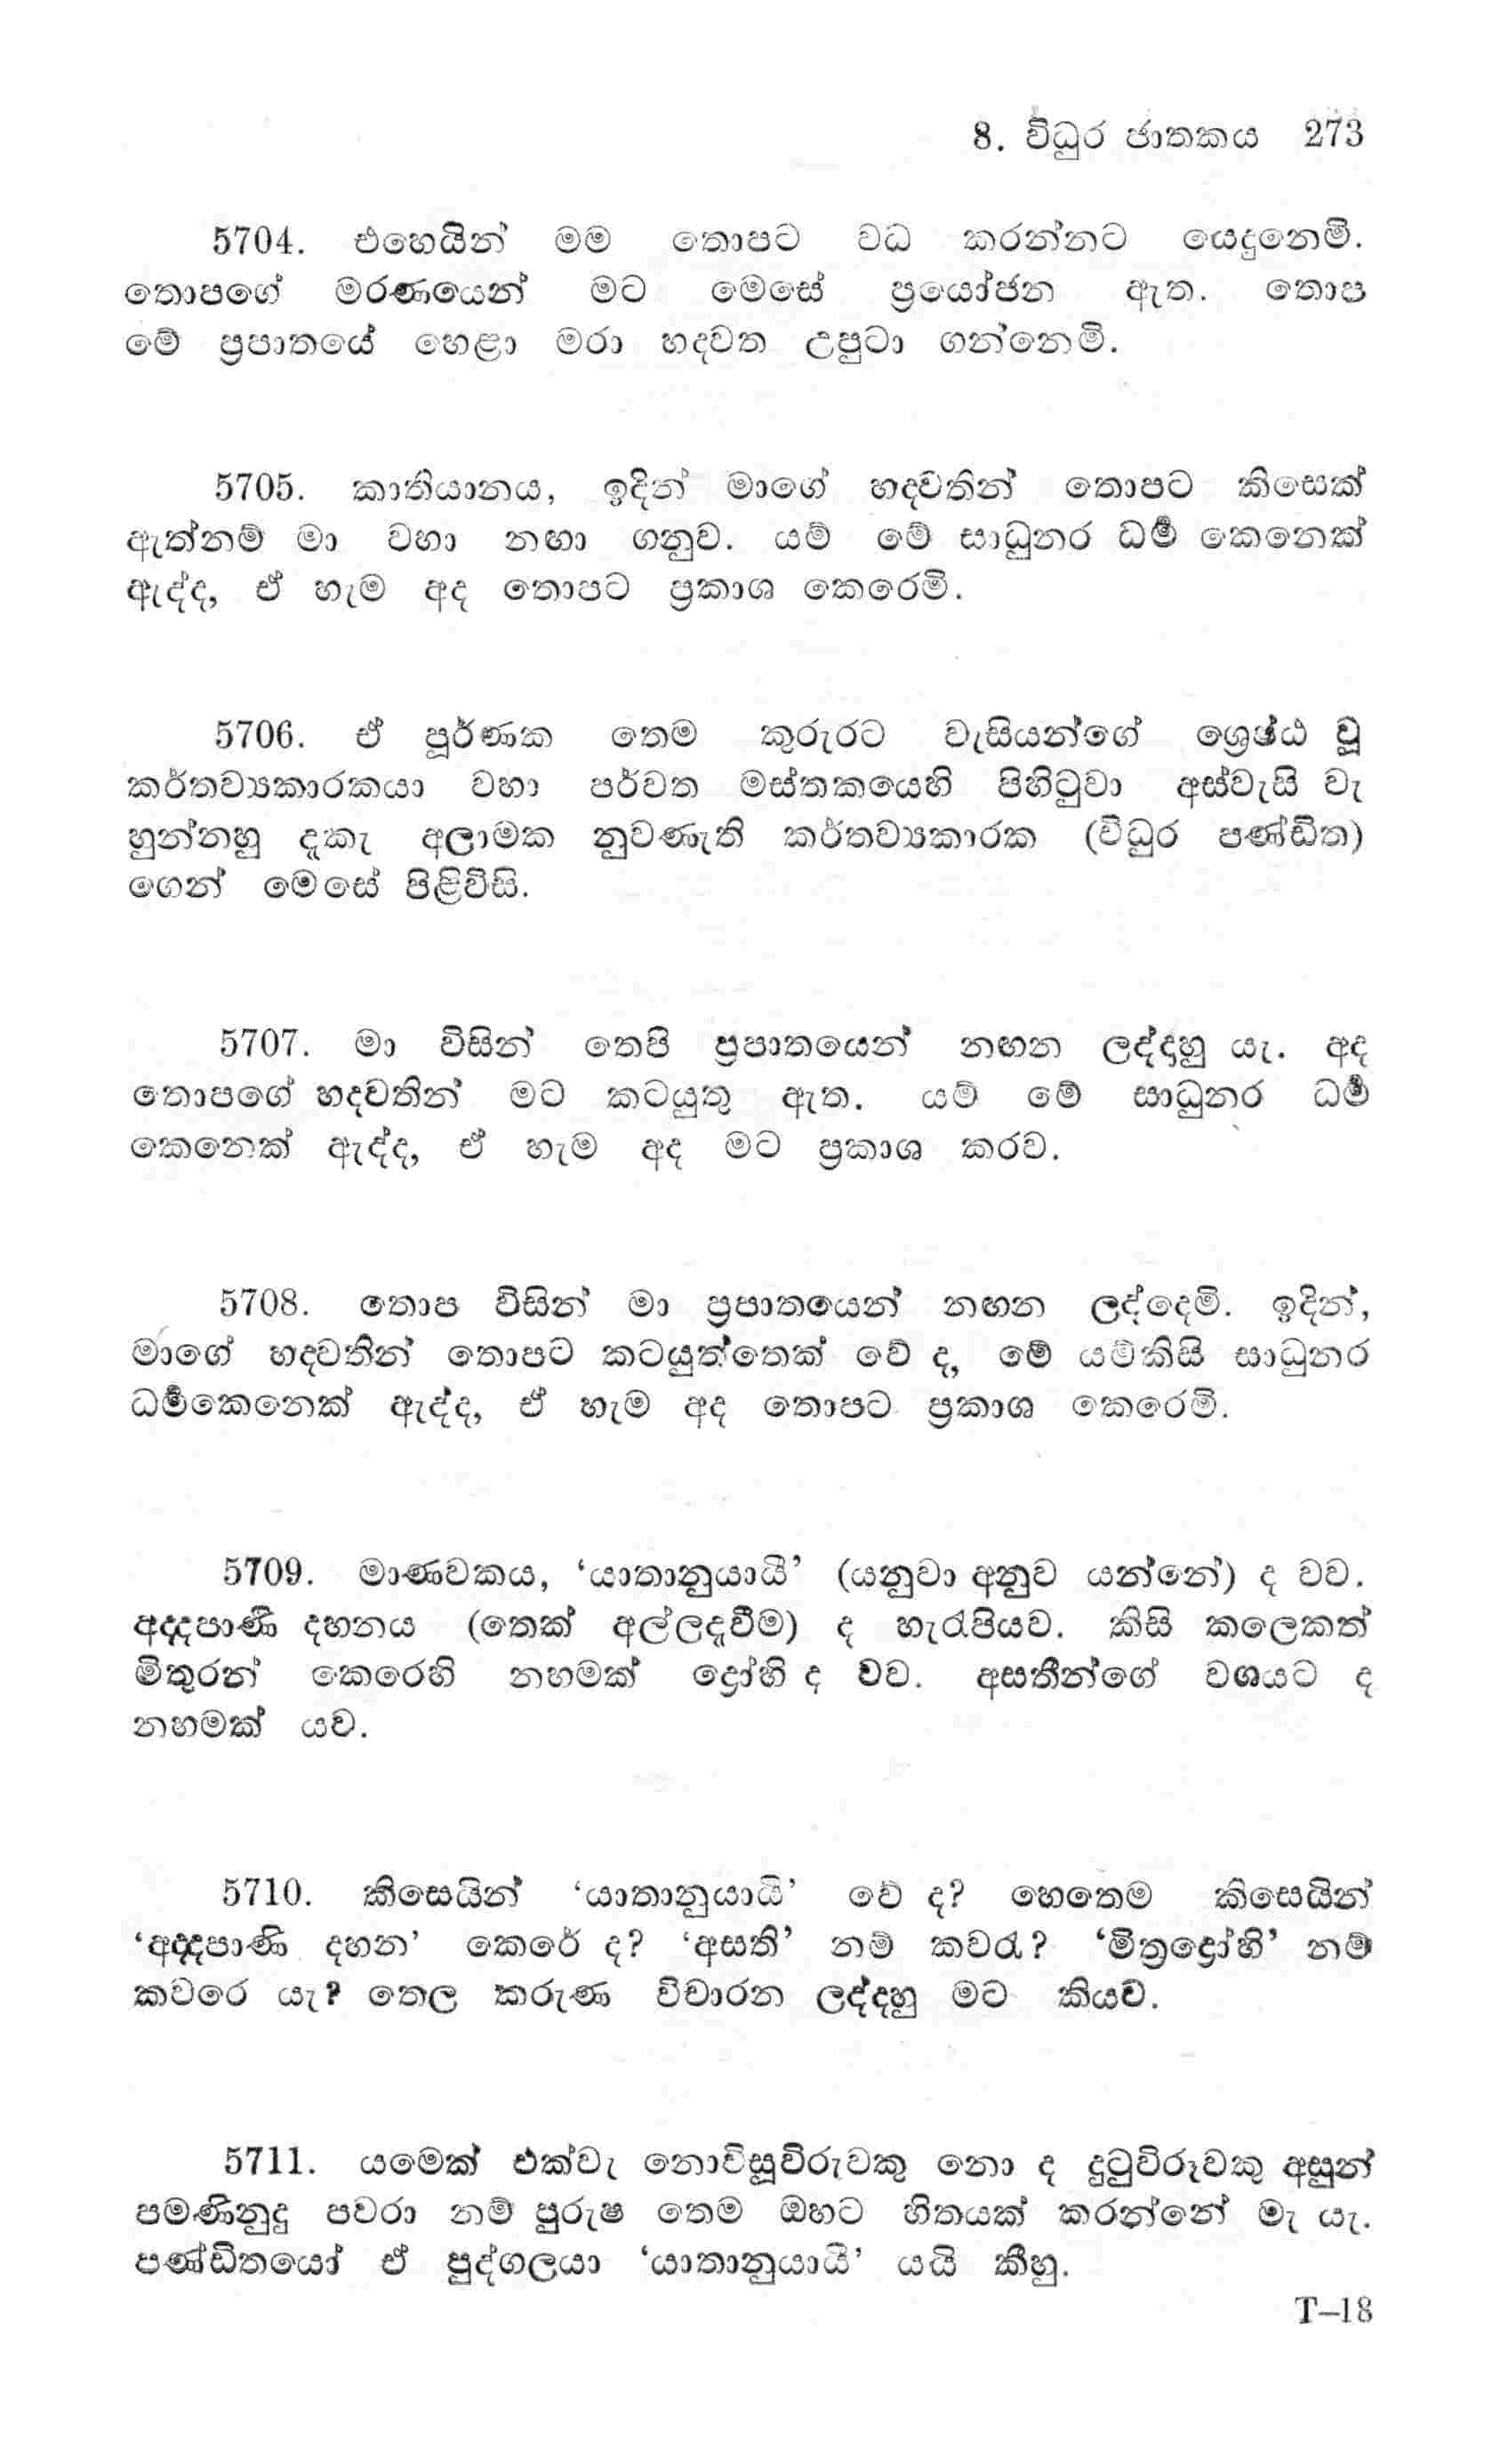 8. විධුර ජාතකය 273
5704. එහෙයින් මම තොපට වධ කරන්නට යෙදුනෙමි.
තොපගේ මරණයෙන් මට මෙසේ ප්‍රයෝජන ඇත. තොප
මේ ප්‍රපාතයේ හෙළා මරා හදවත උපුටා ගන්නෙමි.
5705. කාතියානය, ඉදින් මාගේ හදවතින් තොපට කිසෙක්
ඇත්නම් මා වහා නඟා ගනුව. යම් මේ සාධුනර ධර්‍ම කෙනෙක්
ඇද්ද, ඒ හැම අද තොපට ප්‍රකාශ කෙරෙමි.
5706. ඒ පූර්ණක තෙම කුරුරට වැසියන්ගේ ශ්‍රෙෂ්ඨ වූ
කර්තව්‍යකාරකයා වහා පර්වත මස්තකයෙහි පිහිටුවා අස්වැසි වැ
හුන්නහු දැකැ අලාමක නුවණැති කර්තව්‍යකාරක (විධුර පණ්ඩිත)
ගෙන් මෙසේ පිළිවිසි.
5707. මා විසින් තෙපි ප්‍රපාතයෙන් නඟන ලද්දහු යැ. අද
තොපගේ හදවතින් මට කටයුතු ඇත. යම් මේ සාධුනර ධර්‍ම
කෙනෙක් ඇද්ද, ඒ හැම අද මට ප්‍රකාශ කරව.
5708. තොප විසින් මා ප්‍රපාතයෙන් නඟන ලද්දෙමි. ඉදින්,
මාගේ හදවතින් තොපට කටයුත්තෙක් වේ ද, මේ යම්කිසි සාධුනර
ධර්‍මකෙනෙක් ඇද්ද, ඒ හැම අද තොපට ප්‍රකාශ කෙරෙමි.
5709. මාණවකය, ‘යාතානුයායී’ (යනුවා අනුව යන්නේ) ද වව.
අද්දපාණි දහනය (තෙක් අල්ලදැවීම) ද හැරපියව. කිසි කලෙකත්
මිතුරන් කෙරෙහි නහමක් ද්‍රෝහි ද වව. අසතීන්ගේ වශයට ද
නහමක් යව.
5710. කිසෙයින් ‘යාතානුයායි’ වේ ද? හෙතෙම කිසෙයින්
‘අද්දපාණි දහන’ කෙරේ ද? ‘අසති’ නම් කවර? ‘මිත්‍රද්‍රෝහි’ නම්
කවරෙ යැ? තෙල කරුණ විචාරන ලද්දහු මට කියව.
5711. යමෙක් එක්වැ නොවිසූවිරුවකු නො ද දුටුවිරූවකු අසුන්
පමණිනුදු පවරා නම් පුරුෂ තෙම ඔහට හිතයක් කරන්නේ මැ යැ.
පණ්ඩිතයෝ ඒ පුද්ගලයා ‘යාතානුයායී’ යයි කීහු.
T–18